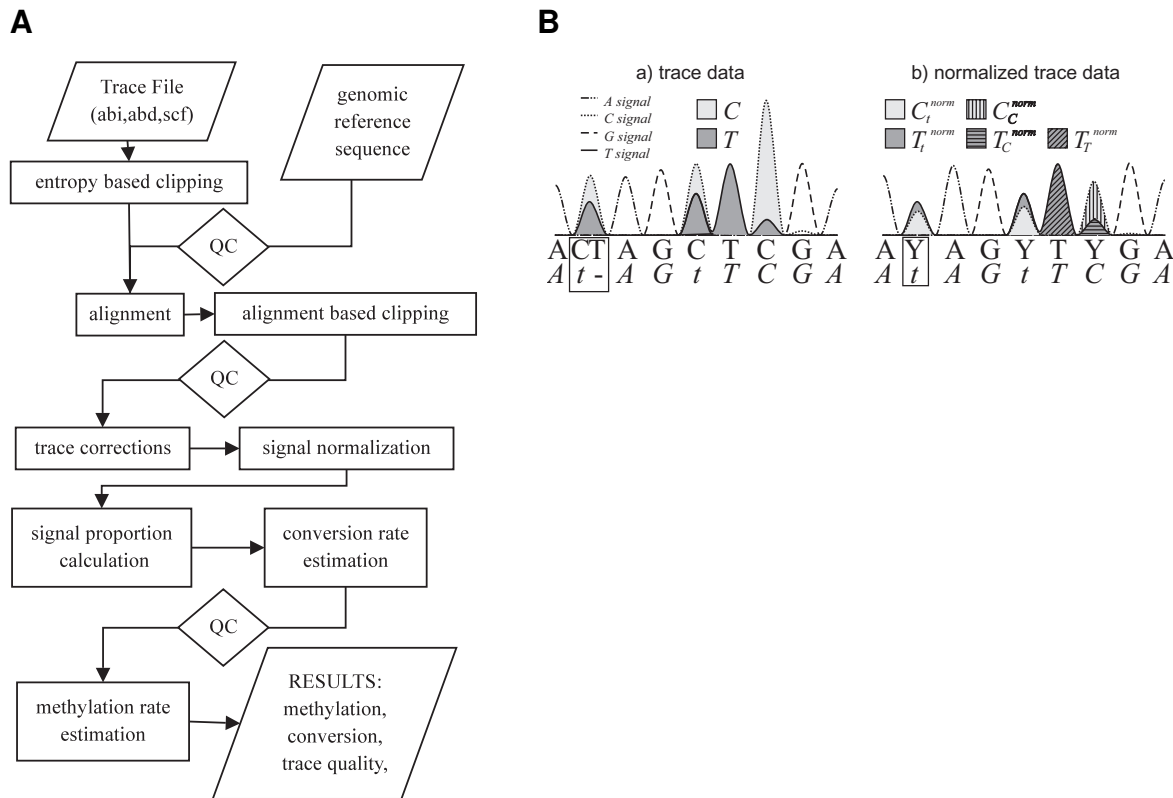 A
Trace File
(abi,abd,scf)
genomic
reference
sequence
entropy based clipping
QC
alignment
alignment based clipping
QC
trace corrections
signal normalization
signal proportion
calculation
conversion rate
estimation
QC
methylation rate
estimation
RESULTS:
methylation,
conversion,
trace quality,
B
a) trace data
A signal
C signal
G signal
T signal
C
T
A CT A G C T C G A
A t - A G t T C G A
b) normalized trace data
C_t^norm C_C^norm
T_t^norm T_C^norm T_T^norm
A Y A G Y T Y G A
A t A G t T C G A